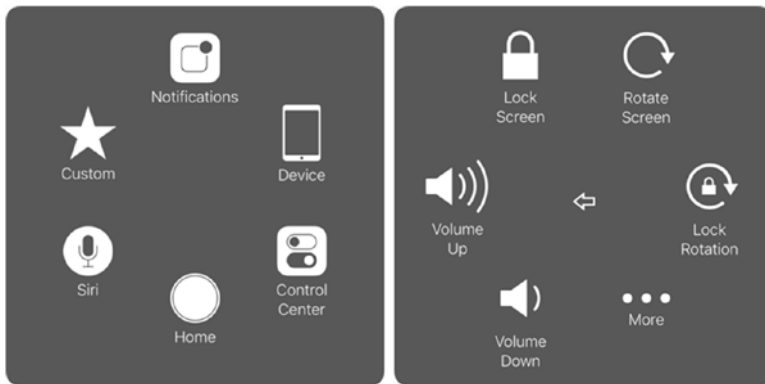 Notifications
Custom
Device
Siri
Control
Center
Home
Lock
Screen
Rotate
Screen
Volume
Up
Lock
Rotation
Volume
Down
More